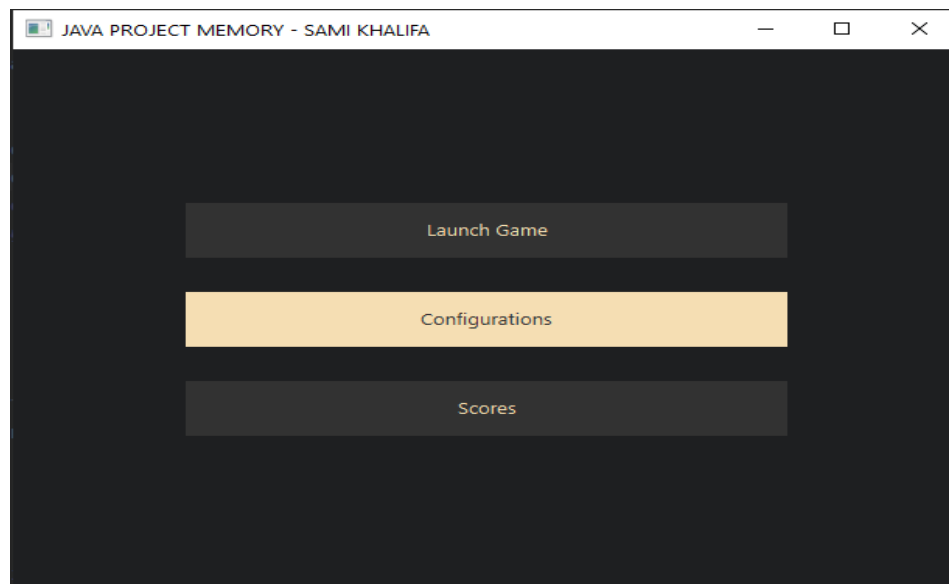 JAVA PROJECT MEMORY - SAMI KHALIFA
Launch Game
Configurations
Scores